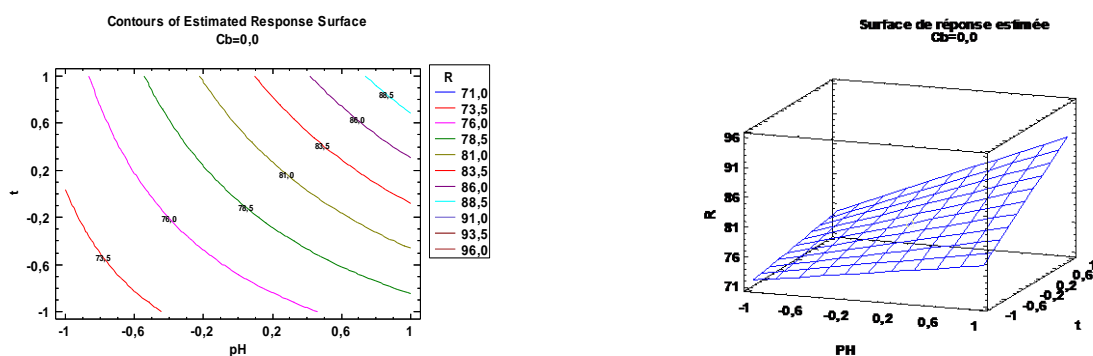 Contours of Estimated Response Surface
Cb=0,0
1
0,6
0,2
-0,2
-0,6
-1
t
-1 -0,6 -0,2 0,2 0,6 1
pH
73,5
76,0
78,5
81,0
83,5
86,0
88,5
R
71,0
73,5
76,0
78,5
81,0
83,5
86,0
88,5
91,0
93,5
96,0
Surface de réponse estimée
Cb=0,0
96
91
86
81
76
71
R
-1 -0,6 -0,2 0,2 0,6 1
PH
-1 -0,6 -0,2 0,2 0,6 1
t